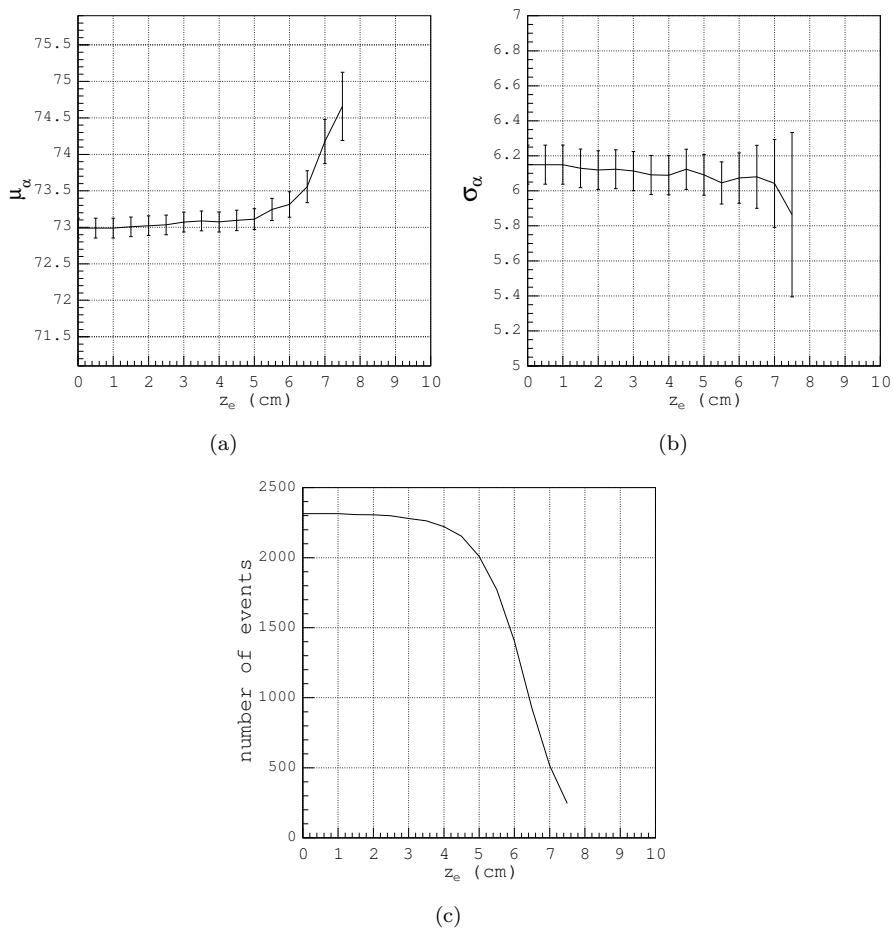 75.5
75
74.5
74
73.5
73
72.5
72
71.5
μα
0 1 2 3 4 5 6 7 8 9 10
ze (cm)
(a)
7
6.8
6.6
6.4
6.2
6
5.8
5.6
5.4
5.2
5
σα
0 1 2 3 4 5 6 7 8 9 10
ze (cm)
(b)
2500
2000
1500
1000
500
0
number of events
0 1 2 3 4 5 6 7 8 9 10
ze (cm)
(c)